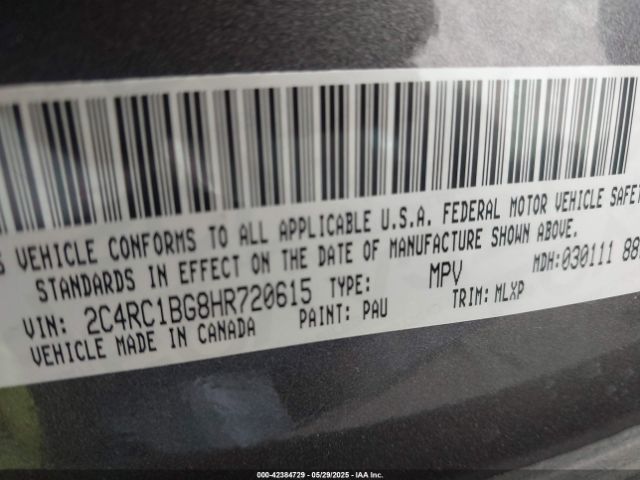 VEHICLE CONFORMS TO ALL APPLICABLE U.S.A. FEDERAL MOTOR VEHICLE
STANDARDS IN EFFECT ON THE DATE OF MANUFACTURE SHOWN ABOVE.
VIN: 2C4RC1BG8HR720615 TYPE: MPV MDH:030111
VEHICLE MADE IN CANADA PAINT: PAU TRIM: MLXP
00-42384729 | 05/29/2025 | IAA Inc.